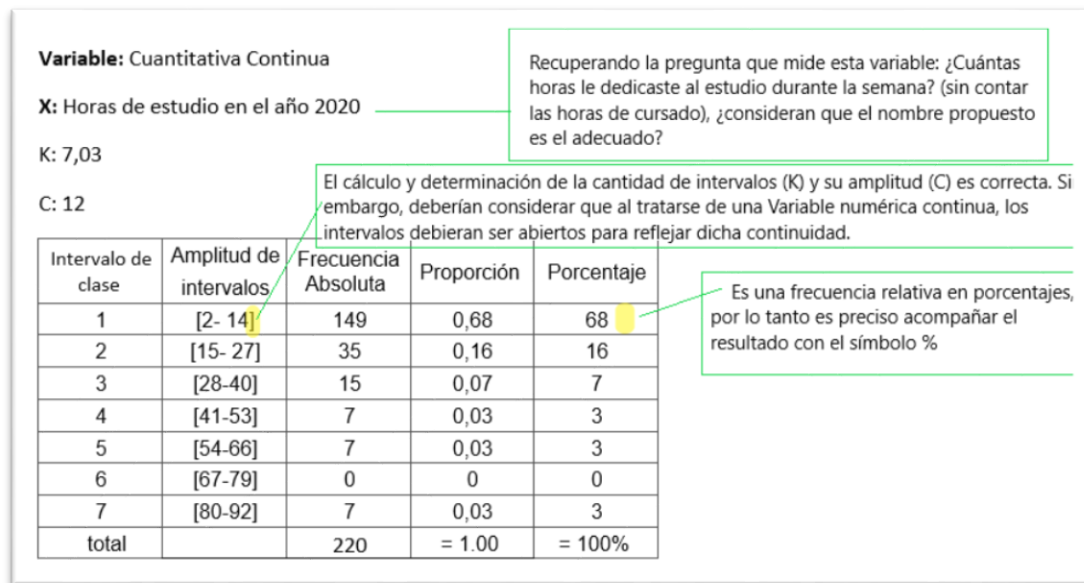 Variable: Cuantitativa Continua
X: Horas de estudio en el año 2020
K: 7,03
C: 12
Recuperando la pregunta que mide esta variable: ¿Cuántas
horas le dedicaste al estudio durante la semana? (sin contar
las horas de cursado), ¿consideran que el nombre propuesto
es el adecuado?
El cálculo y determinación de la cantidad de intervalos (K) y su amplitud (C) es correcta. Si
embargo, deberían considerar que al tratarse de una Variable numérica continua, los
intervalos debieran ser abiertos para reflejar dicha continuidad.
Intervalo de clase Amplitud de intervalos Frecuencia Absoluta Proporción Porcentaje
1 [2- 14] 149 0,68 68
2 [15- 27] 35 0,16 16
3 [28-40] 15 0,07 7
4 [41-53] 7 0,03 3
5 [54-66] 7 0,03 3
6 [67-79] 0 0 0
7 [80-92] 7 0,03 3
total 220 = 1.00 = 100%
Es una frecuencia relativa en porcentajes,
por lo tanto es preciso acompañar el
resultado con el símbolo %